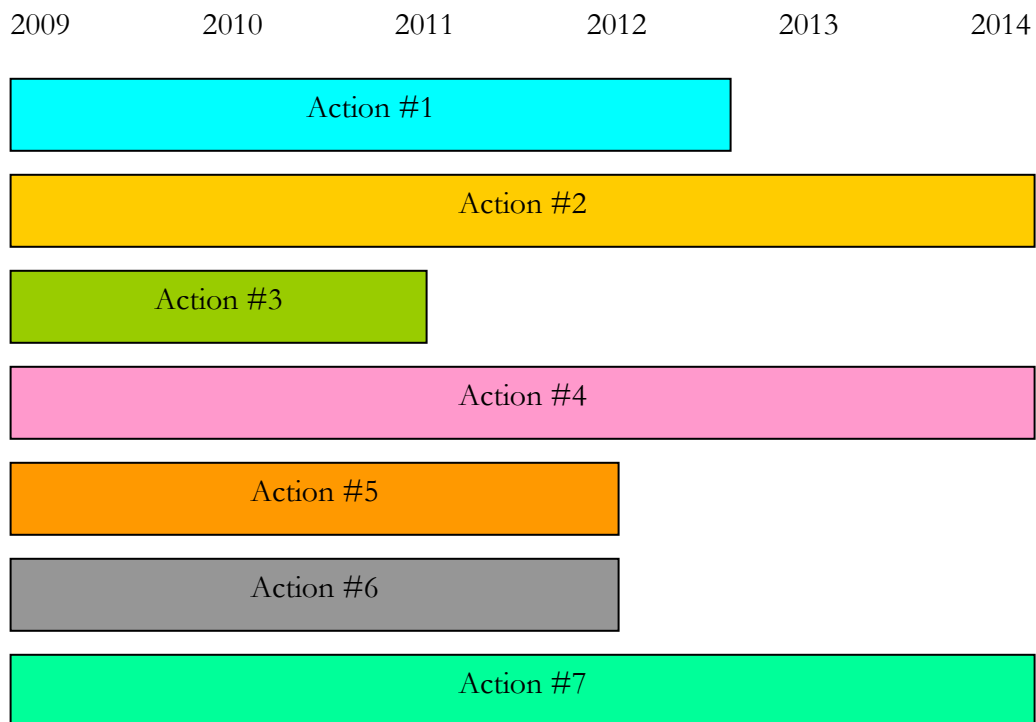 2009 2010 2011 2012 2013 2014
Action #1
Action #2
Action #3
Action #4
Action #5
Action #6
Action #7